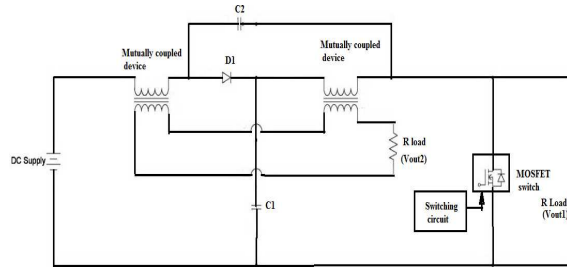 C2
Mutually coupled
device
D1
Mutually coupled
device
R load
(Vout2)
DC Supply
MOSFET
switch
C1
Switching
circuit
R Load
(Vout1)